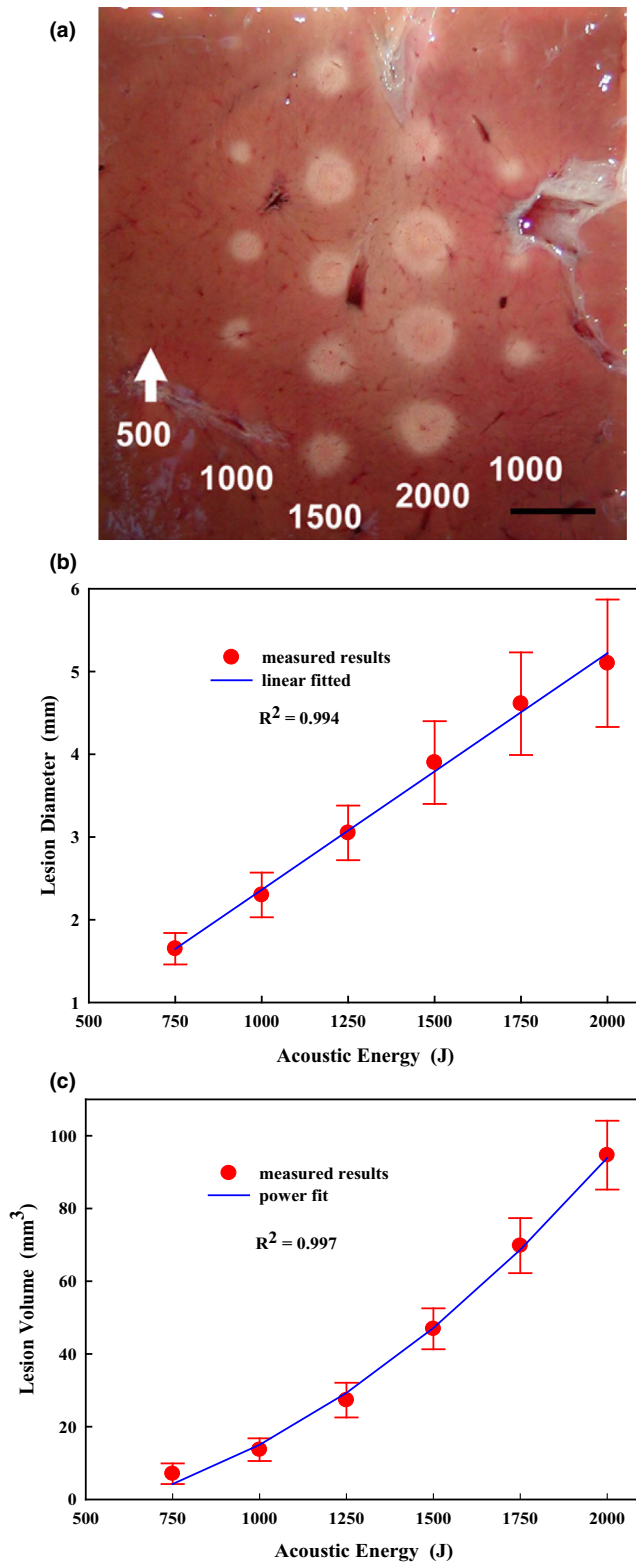 (a)
500
1000
1500
2000
1000
(b)
6
5
4
3
2
1
Lesion Diameter (mm)
measured results
linear fitted
R² = 0.994
500 750 1000 1250 1500 1750 2000
Acoustic Energy (J)
(c)
100
80
60
40
20
0
Lesion Volume (mm³)
measured results
power fit
R² = 0.997
500 750 1000 1250 1500 1750 2000
Acoustic Energy (J)